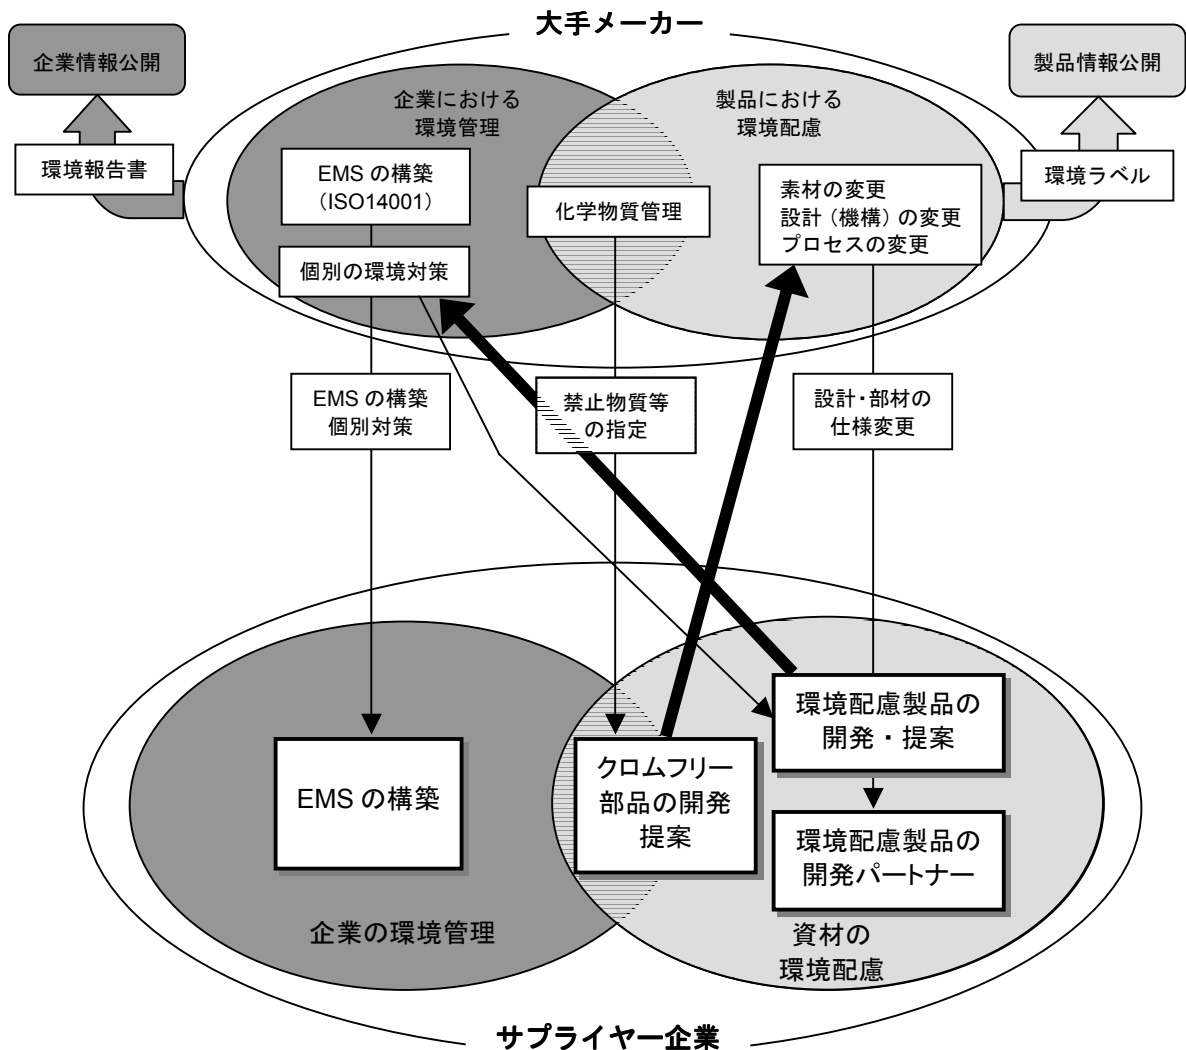 大手メーカー
企業情報公開
製品情報公開
企業における
環境管理
製品における
環境配慮
環境報告書
EMS の構築
（ISO14001）
化学物質管理
素材の変更
設計（機構）の変更
プロセスの変更
環境ラベル
個別の環境対策
EMS の構築
個別対策
禁止物質等
の指定
設計・部材の
仕様変更
EMS の構築
クロムフリー
部品の開発
提案
環境配慮製品の
開発・提案
環境配慮製品の
開発パートナー
企業の環境管理
資材の
環境配慮
サプライヤー企業